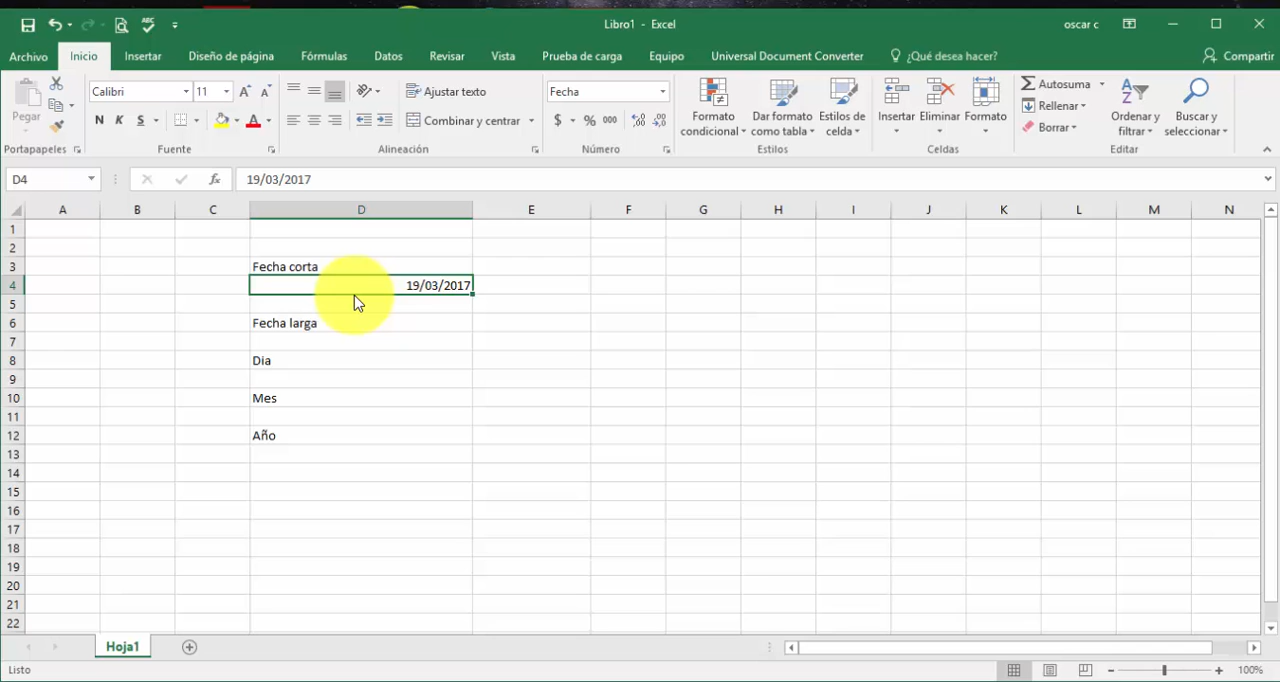 Libro1 - Excel
oscar c
Archivo
Inicio
Insertar
Diseño de página
Fórmulas
Datos
Revisar
Vista
Prueba de carga
Equipo
Universal Document Converter
¿Qué desea hacer?
Compartir
Pegar
Portapapeles
Calibri
11
N K S
Fuente
Ajustar texto
Combinar y centrar
Alineación
Fecha
$ % 000
Número
Formato condicional
Dar formato como tabla
Estilos de celda
Estilos
Insertar
Eliminar
Formato
Celdas
Autosuma
Rellenar
Borrar
Ordenar y filtrar
Buscar y seleccionar
Editar
D4
fx
19/03/2017
A B C D E F G H I J K L M N
1
2
3 Fecha corta
4 19/03/2017
5
6 Fecha larga
7
8 Dia
9
10 Mes
11
12 Año
13
14
15
16
17
18
19
20
21
22
Hoja1
Listo
100%